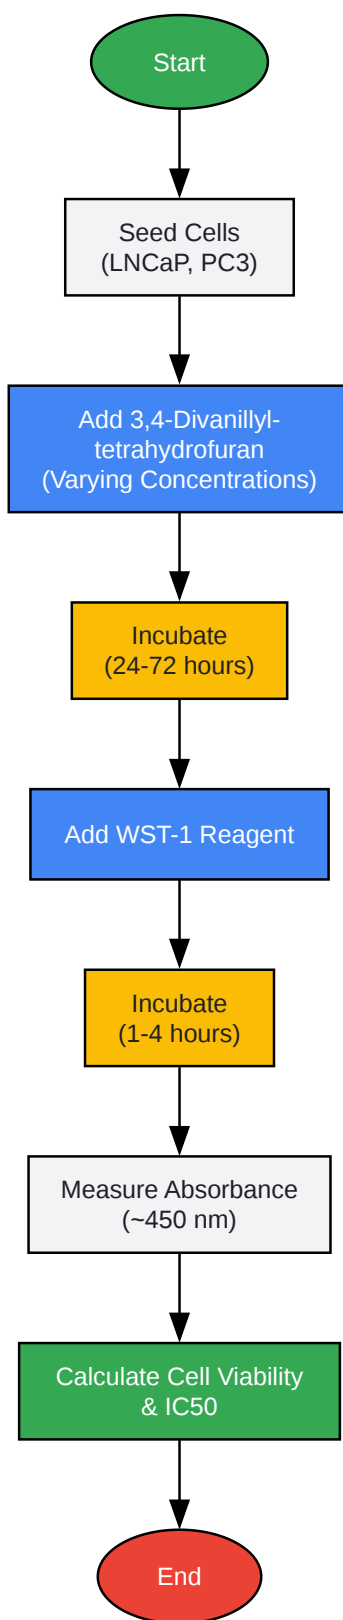 Start
Seed Cells
(LNCaP, PC3)
Add 3,4-Divanillyl-
tetrahydrofuran
(Varying Concentrations)
Incubate
(24-72 hours)
Add WST-1 Reagent
Incubate
(1-4 hours)
Measure Absorbance
(~450 nm)
Calculate Cell Viability
& IC50
End